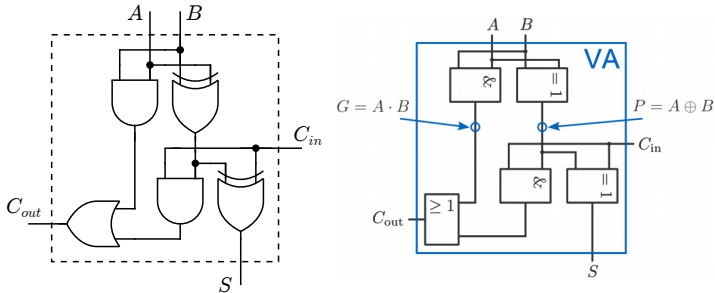 A B
C_in
C_out
S
A B
VA
& =1
G = A · B
P = A ⊕ B
C_in
& =1
≥ 1
C_out
S